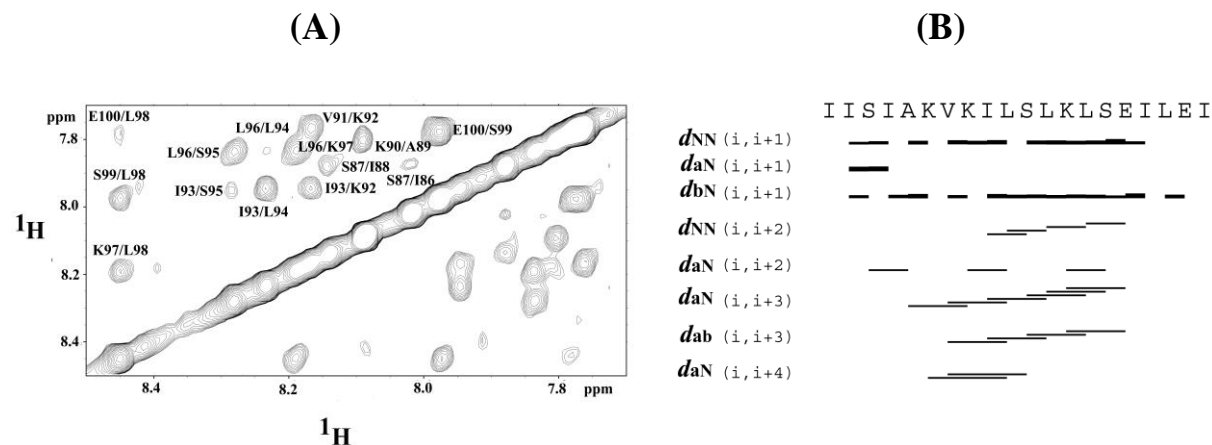 (A)
(B)
ppm
7.8
8.0
8.2
8.4
1H
E100/L98
V91/K92
L96/L94
E100/S99
L96/S95
L96/K97
K90/A89
S87/I88
S99/L98
S87/I86
I93/S95
I93/K92
I93/L94
K97/L98
8.4
8.2
8.0
7.8
ppm
1H
IISIAKVKILSLKLSEILEI
dNN (i,i+1)
daN (i,i+1)
dbN (i,i+1)
dNN (i,i+2)
daN (i,i+2)
daN (i,i+3)
dab (i,i+3)
daN (i,i+4)